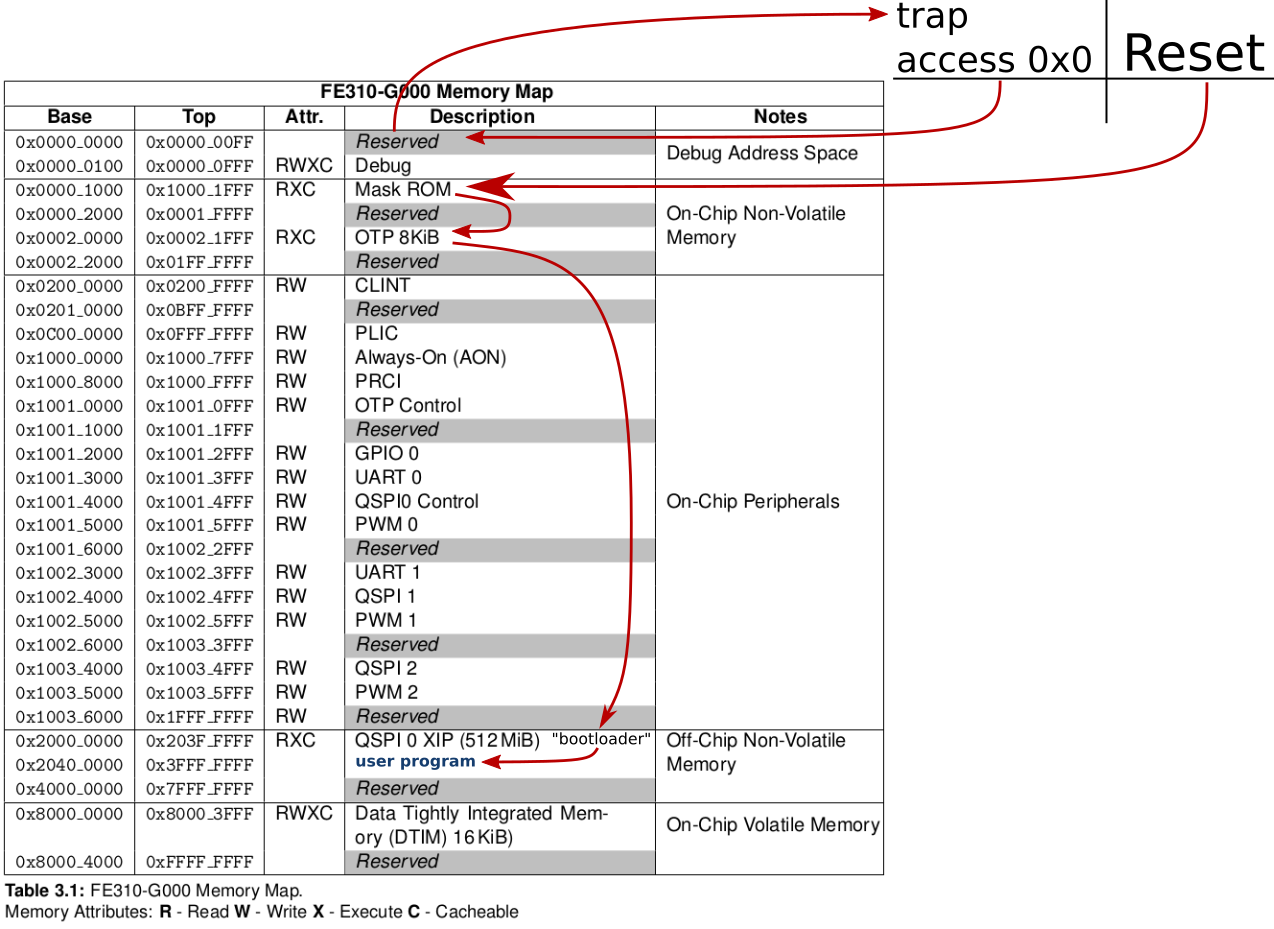 trap
access 0x0
Reset
FE310-G000 Memory Map
Base Top Attr. Description Notes
0x0000_0000 0x0000_00FF Reserved
Debug Address Space
0x0000_0100 0x0000_0FFF RWXC Debug
0x0000_1000 0x1000_1FFF RXC Mask ROM
0x0000_2000 0x0001_FFFF Reserved On-Chip Non-Volatile
0x0002_0000 0x0002_1FFF RXC OTP 8KiB Memory
0x0002_2000 0x01FF_FFFF Reserved
0x0200_0000 0x0200_FFFF RW CLINT
0x0201_0000 0x0BFF_FFFF Reserved
0x0C00_0000 0x0FFF_FFFF RW PLIC
0x1000_0000 0x1000_7FFF RW Always-On (AON)
0x1000_8000 0x1000_FFFF RW PRCI
0x1001_0000 0x1001_0FFF RW OTP Control
0x1001_1000 0x1001_1FFF Reserved
0x1001_2000 0x1001_2FFF RW GPIO 0
0x1001_3000 0x1001_3FFF RW UART 0
0x1001_4000 0x1001_4FFF RW QSPI0 Control On-Chip Peripherals
0x1001_5000 0x1001_5FFF RW PWM 0
0x1001_6000 0x1002_2FFF Reserved
0x1002_3000 0x1002_3FFF RW UART 1
0x1002_4000 0x1002_4FFF RW QSPI 1
0x1002_5000 0x1002_5FFF RW PWM 1
0x1002_6000 0x1003_3FFF Reserved
0x1003_4000 0x1003_4FFF RW QSPI 2
0x1003_5000 0x1003_5FFF RW PWM 2
0x1003_6000 0x1FFF_FFFF RW Reserved
0x2000_0000 0x203F_FFFF RXC QSPI 0 XIP (512 MiB) "bootloader" Off-Chip Non-Volatile
0x2040_0000 0x3FFF_FFFF user program Memory
0x4000_0000 0x7FFF_FFFF Reserved
0x8000_0000 0x8000_3FFF RWXC Data Tightly Integrated Mem-
On-Chip Volatile Memory
ory (DTIM) 16 KiB)
0x8000_4000 0xFFFF_FFFF Reserved
Table 3.1: FE310-G000 Memory Map.
Memory Attributes: R - Read W - Write X - Execute C - Cacheable